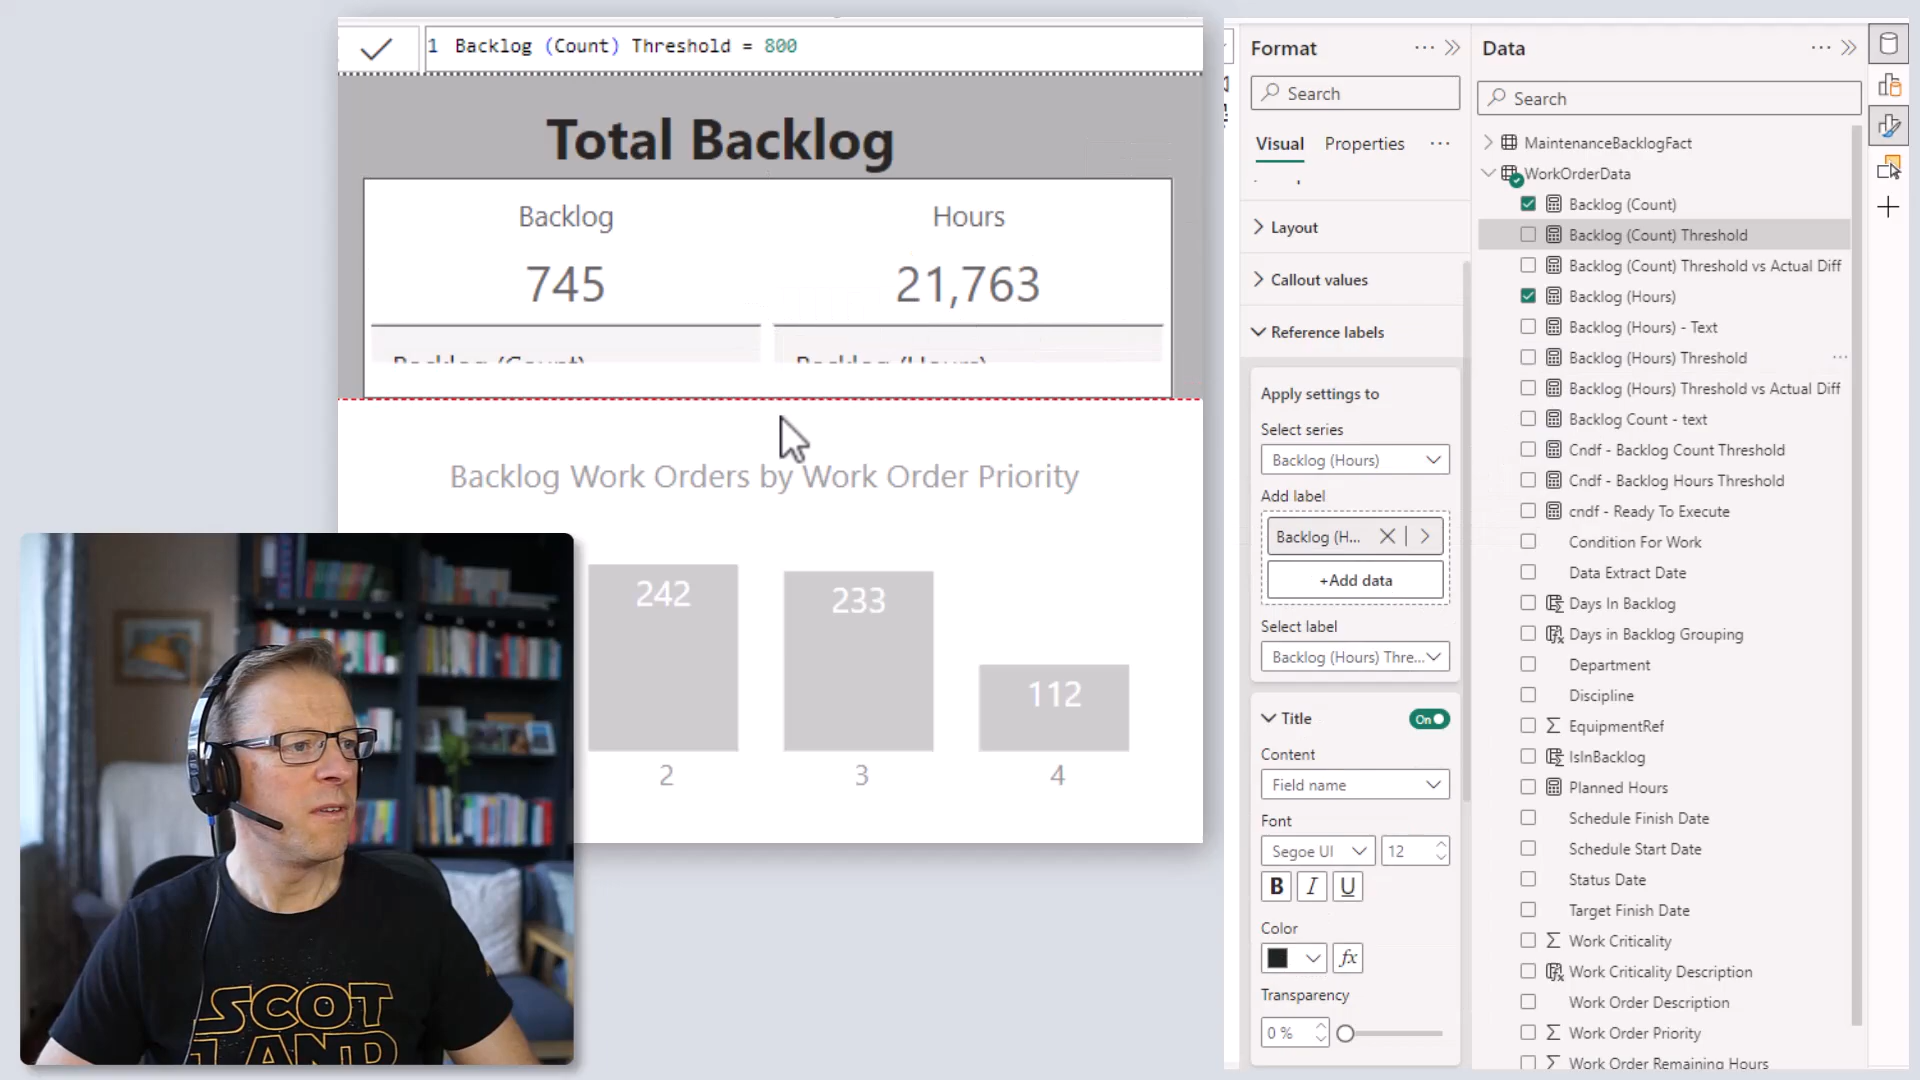 1 Backlog (Count) Threshold = 800
Total Backlog
Backlog
Hours
745
21,763
Backlog (Count)
Backlog (Hours)
Backlog Work Orders by Work Order Priority
242
233
112
2
3
4
SCOT
LAND
Format
Search
Visual
Properties
Layout
Callout values
Reference labels
Apply settings to
Select series
Backlog (Hours)
Add label
Backlog (H...
+Add data
Select label
Backlog (Hours) Thre...
Title
On
Content
Field name
Font
Segoe UI
12
B
I
U
Color
fx
Transparency
0 %
Data
Search
MaintenanceBacklogFact
WorkOrderData
Backlog (Count)
Backlog (Count) Threshold
Backlog (Count) Threshold vs Actual Diff
Backlog (Hours)
Backlog (Hours) - Text
Backlog (Hours) Threshold
Backlog (Hours) Threshold vs Actual Diff
Backlog Count - text
Cndf - Backlog Count Threshold
Cndf - Backlog Hours Threshold
cndf - Ready To Execute
Condition For Work
Data Extract Date
Days In Backlog
Days in Backlog Grouping
Department
Discipline
EquipmentRef
IsInBacklog
Planned Hours
Schedule Finish Date
Schedule Start Date
Status Date
Target Finish Date
Work Criticality
Work Criticality Description
Work Order Description
Work Order Priority
Work Order Remaining Hours